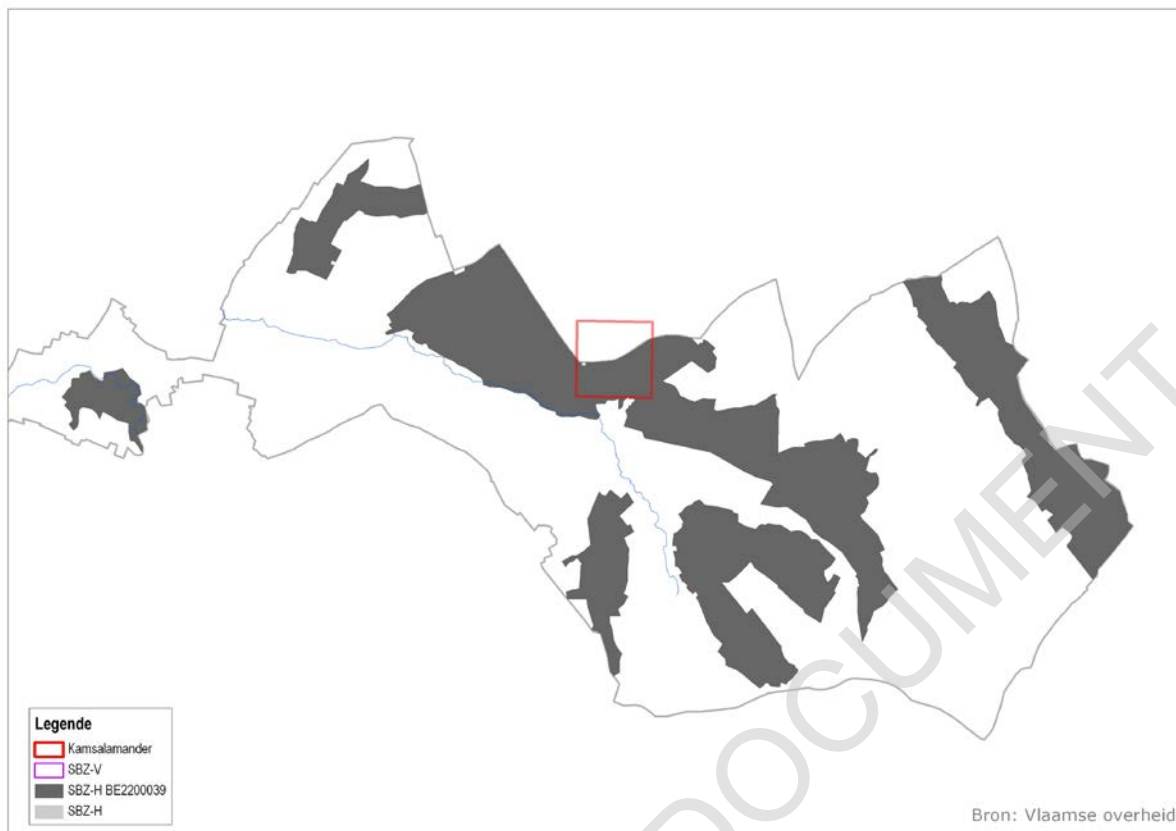 Legende
Kamsalamander
SBZ-V
SBZ-H BE2200039
SBZ-H
Bron: Vlaamse overheid
DOCUMENT